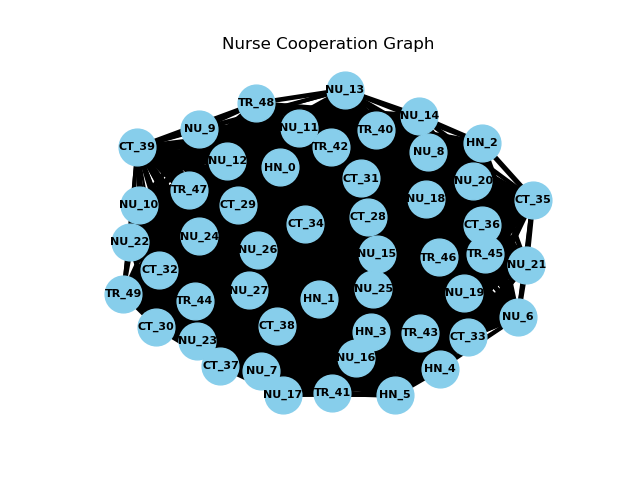 Nurse Cooperation Graph
NU_13
TR_48
NU_14
NU_9
NU_11
TR_40
HN_2
CT_39
TR_42
NU_8
NU_12
HN_0
CT_31
NU_20
TR_47
NU_18
CT_35
NU_10
CT_29
CT_28
CT_34
CT_36
NU_24
NU_22
NU_26
NU_15
TR_45
TR_46
NU_21
CT_32
NU_27
NU_25
NU_19
TR_49
TR_44
HN_1
NU_6
CT_30
CT_38
HN_3
TR_43
CT_33
NU_23
NU_16
CT_37
NU_7
HN_4
NU_17
TR_41
HN_5